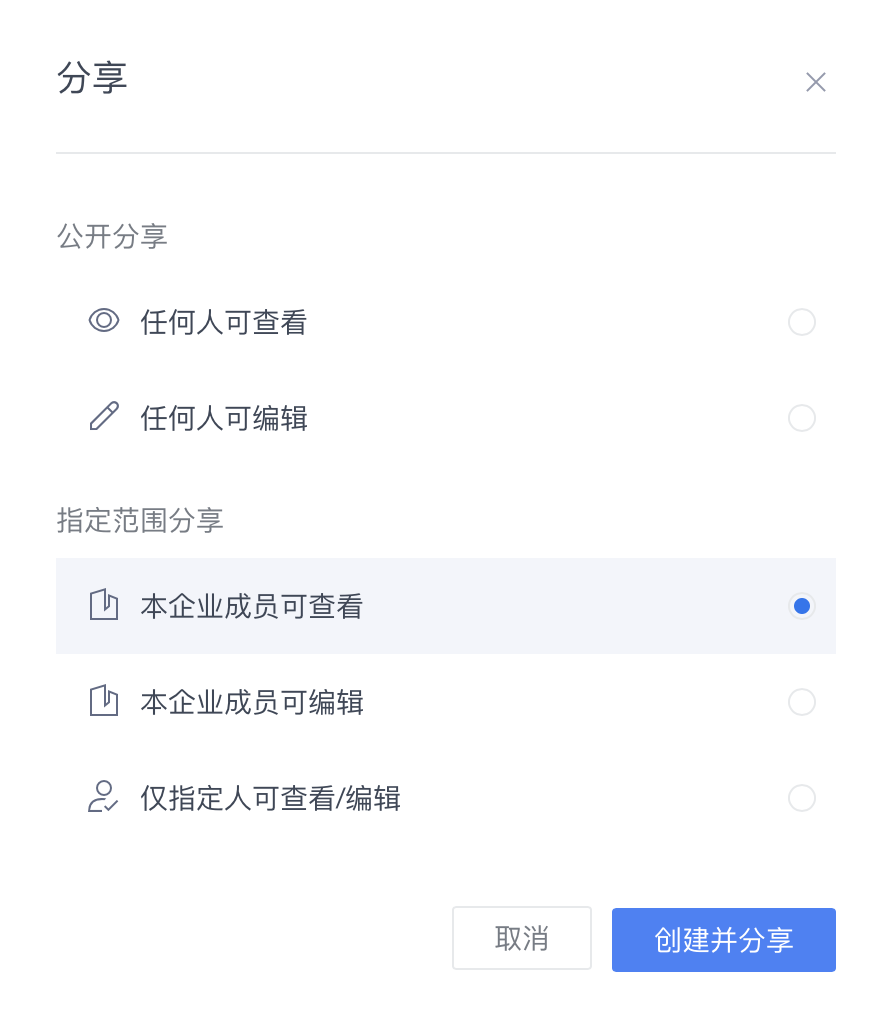 分享
公开分享
任何人可查看
任何人可编辑
指定范围分享
本企业成员可查看
本企业成员可编辑
仅指定人可查看/编辑
取消
创建并分享